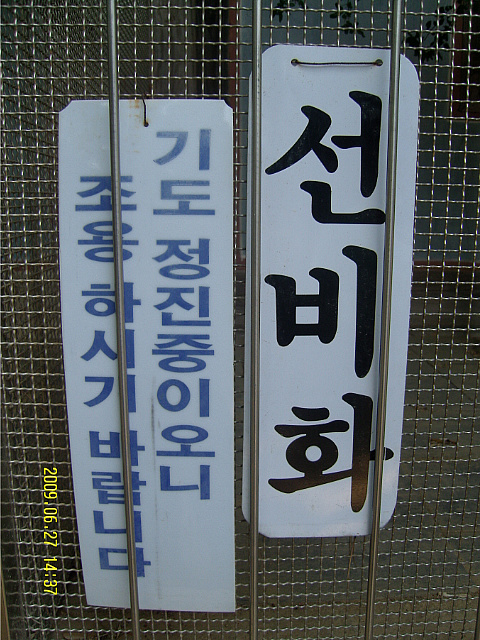 선비화
기도 정진중이오니
조용 하시기 바랍니다
2009.06.27 14:37